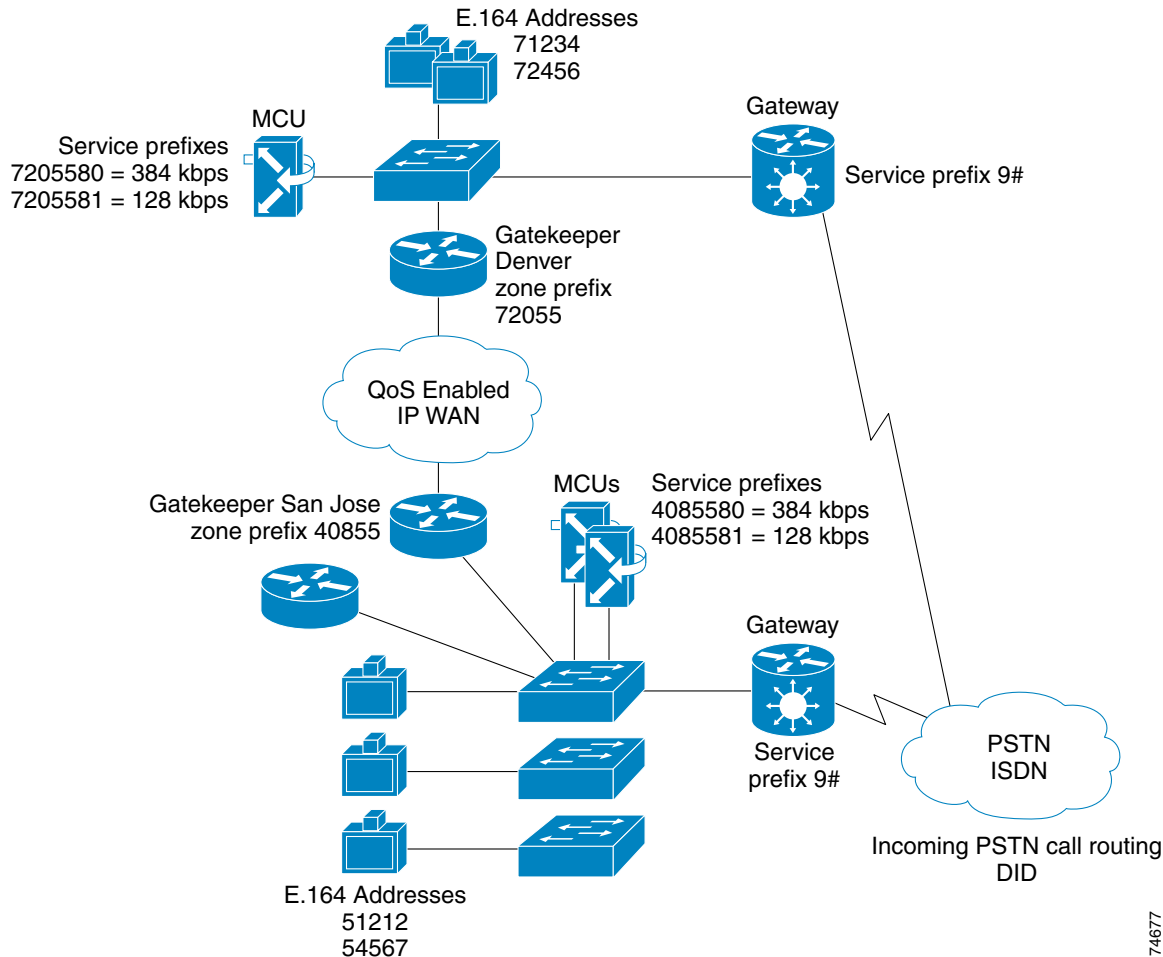 E.164 Addresses
71234
72456
MCU
Service prefixes
7205580 = 384 kbps
7205581 = 128 kbps
Gateway
Service prefix 9#
Gatekeeper
Denver
zone prefix
72055
QoS Enabled
IP WAN
Gatekeeper San Jose
zone prefix 40855
MCUs
Service prefixes
4085580 = 384 kbps
4085581 = 128 kbps
Gateway
Service
prefix 9#
PSTN
ISDN
Incoming PSTN call routing
DID
E.164 Addresses
51212
54567
74677